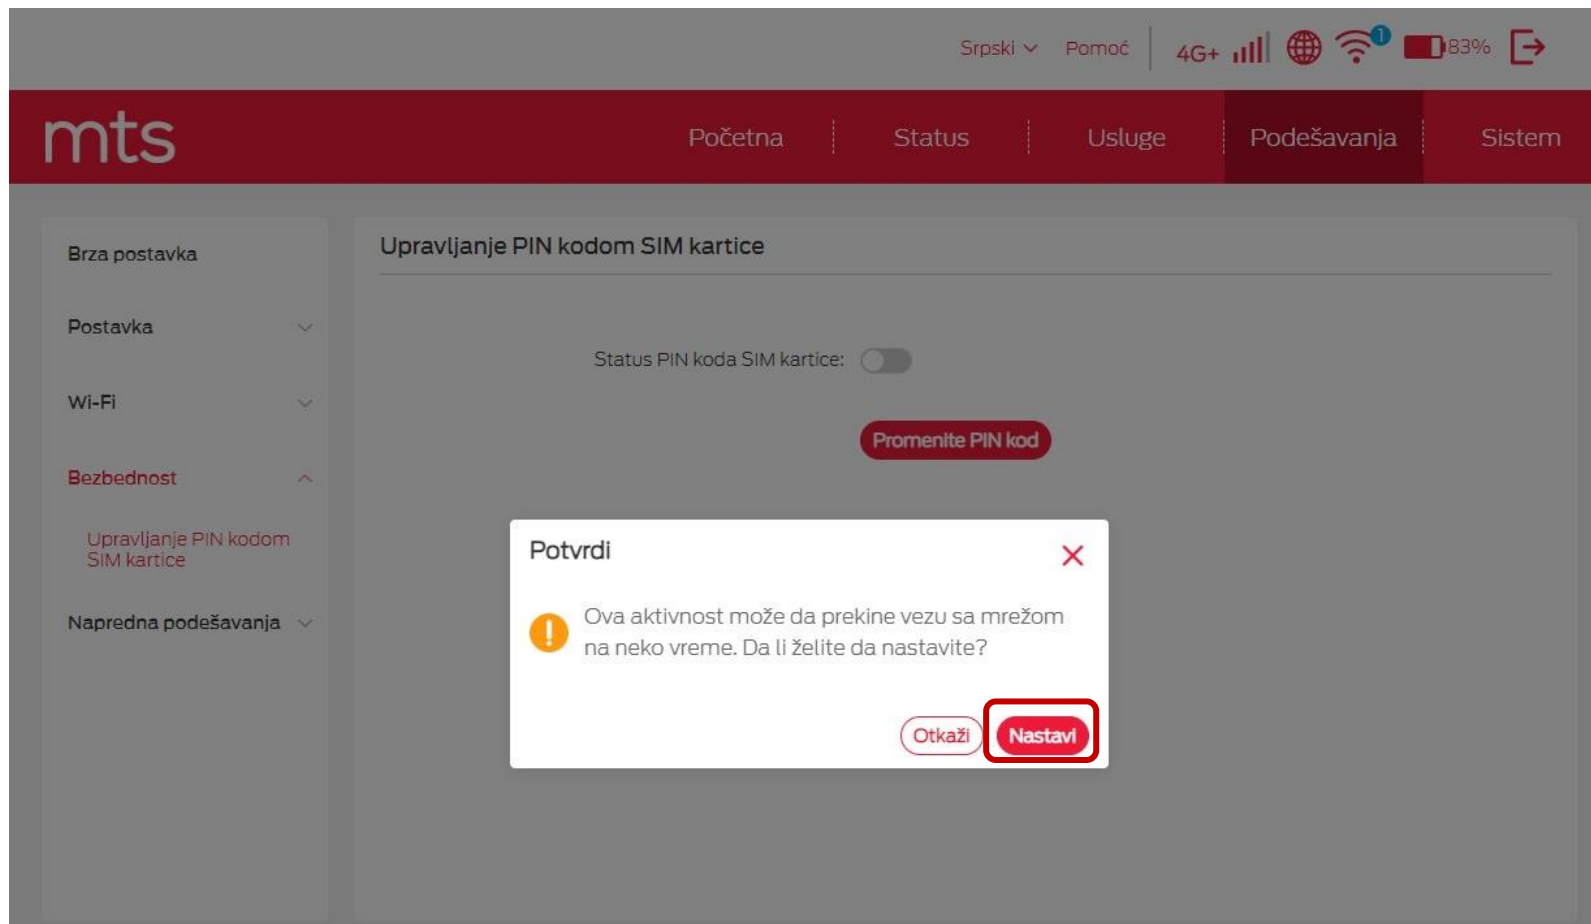 Srpski Pomoć 4G+ 1 83%
mts
Početna Status Usluge Podešavanja Sistem
Brza postavka
Postavka
Wi-Fi
Bezbednost
Upravljanje PIN kodom
SIM kartice
Napredna podešavanja
Upravljanje PIN kodom SIM kartice
Status PIN koda SIM kartice:
Promenite PIN kod
Potvrdi
Ova aktivnost može da prekine vezu sa mrežom
na neko vreme. Da li želite da nastavite?
Otkaži Nastavi